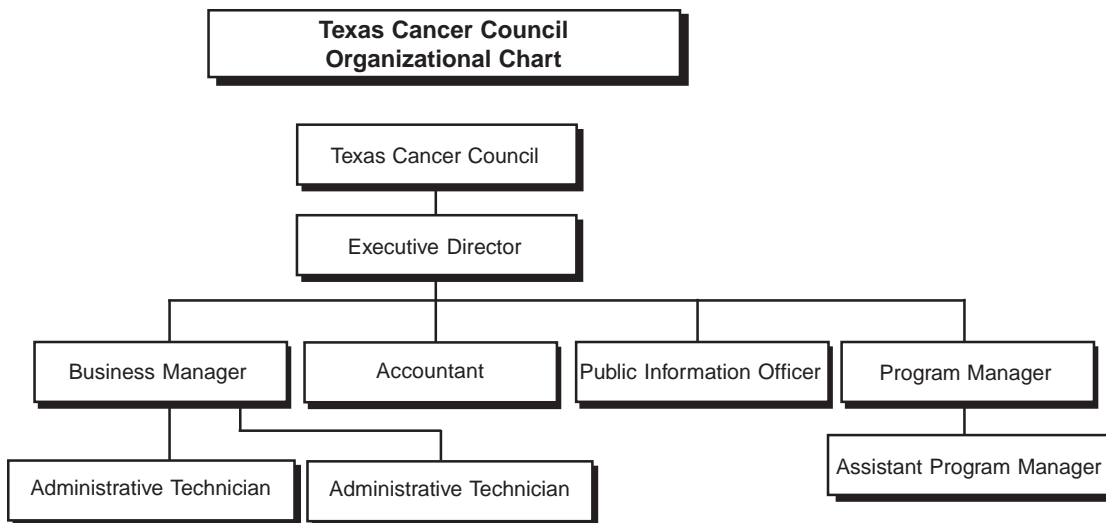 Texas Cancer Council
Organizational Chart
Texas Cancer Council
Executive Director
Business Manager
Accountant
Public Information Officer
Program Manager
Administrative Technician
Administrative Technician
Assistant Program Manager